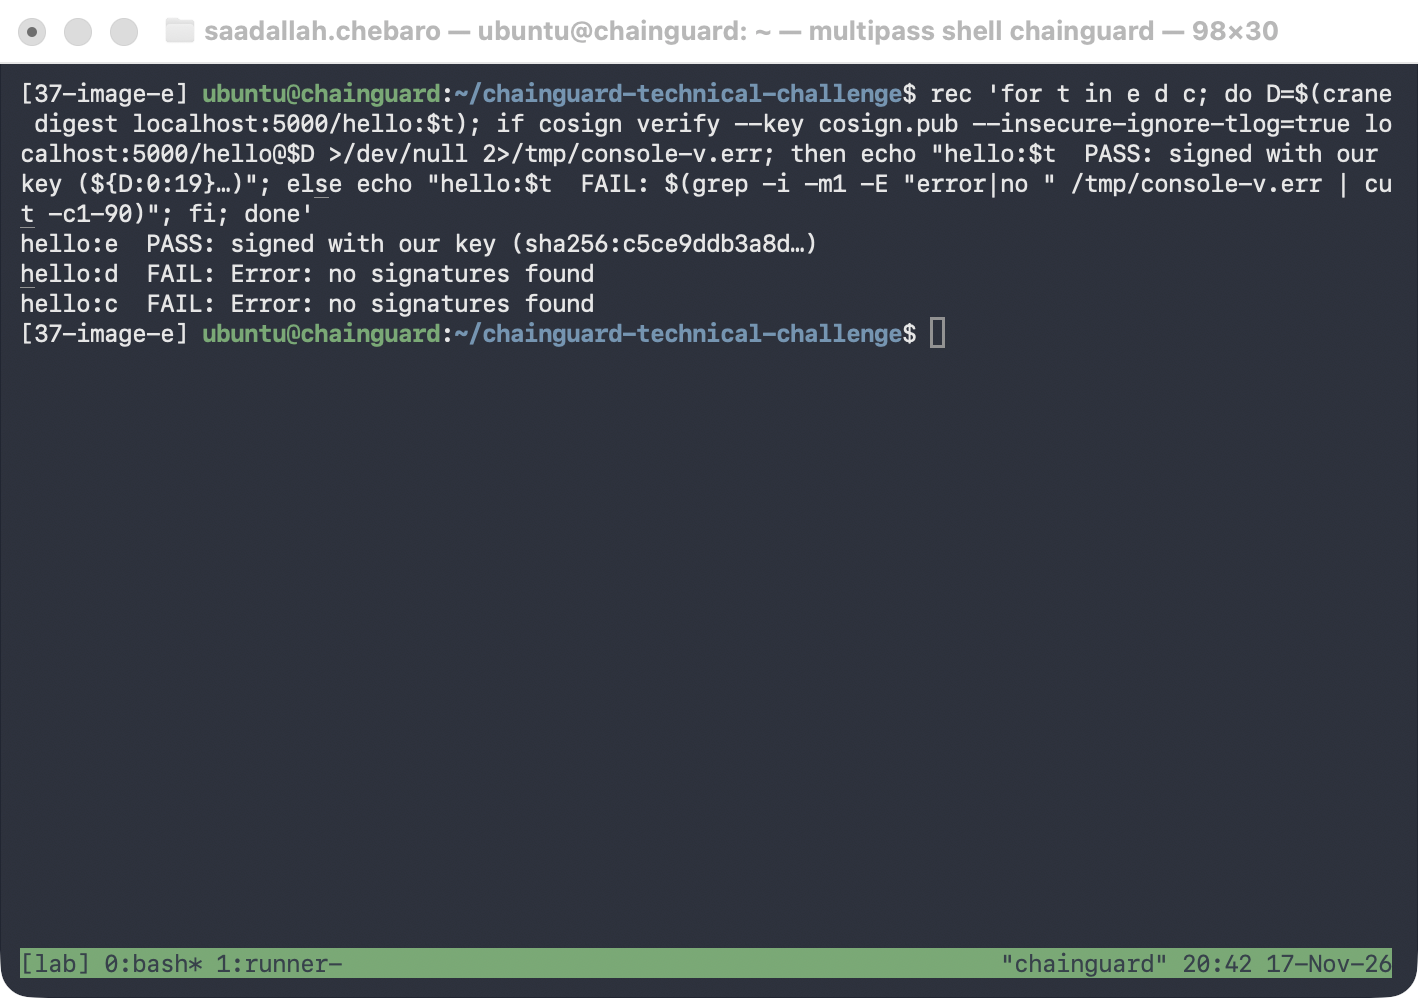 saadallah.chebaro — ubuntu@chainguard: ~ — multipass shell chainguard — 98×30
[37-image-e] ubuntu@chainguard:~/chainguard-technical-challenge$ rec 'for t in e d c; do D=$(crane
 digest localhost:5000/hello:$t); if cosign verify --key cosign.pub --insecure-ignore-tlog=true lo
calhost:5000/hello@$D >/dev/null 2>/tmp/console-v.err; then echo "hello:$t  PASS: signed with our
key (${D:0:19}…)"; else echo "hello:$t  FAIL: $(grep -i -m1 -E "error|no " /tmp/console-v.err | cu
t -c1-90)"; fi; done'
hello:e  PASS: signed with our key (sha256:c5ce9ddb3a8d…)
hello:d  FAIL: Error: no signatures found
hello:c  FAIL: Error: no signatures found
[37-image-e] ubuntu@chainguard:~/chainguard-technical-challenge$
[lab] 0:bash* 1:runner- "chainguard" 20:42 17-Nov-26